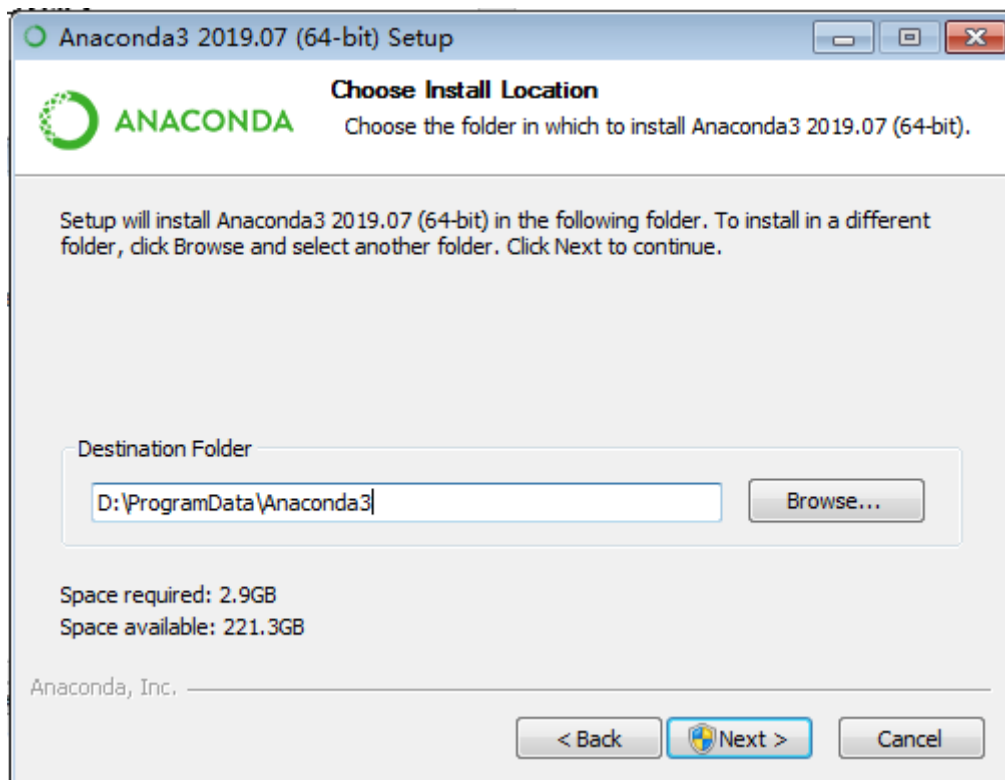 Anaconda3 2019.07 (64-bit) Setup
ANACONDA
Choose Install Location
Choose the folder in which to install Anaconda3 2019.07 (64-bit).
Setup will install Anaconda3 2019.07 (64-bit) in the following folder. To install in a different
folder, click Browse and select another folder. Click Next to continue.
Destination Folder
D:\ProgramData\Anaconda3
Browse...
Space required: 2.9GB
Space available: 221.3GB
Anaconda, Inc.
< Back
Next >
Cancel